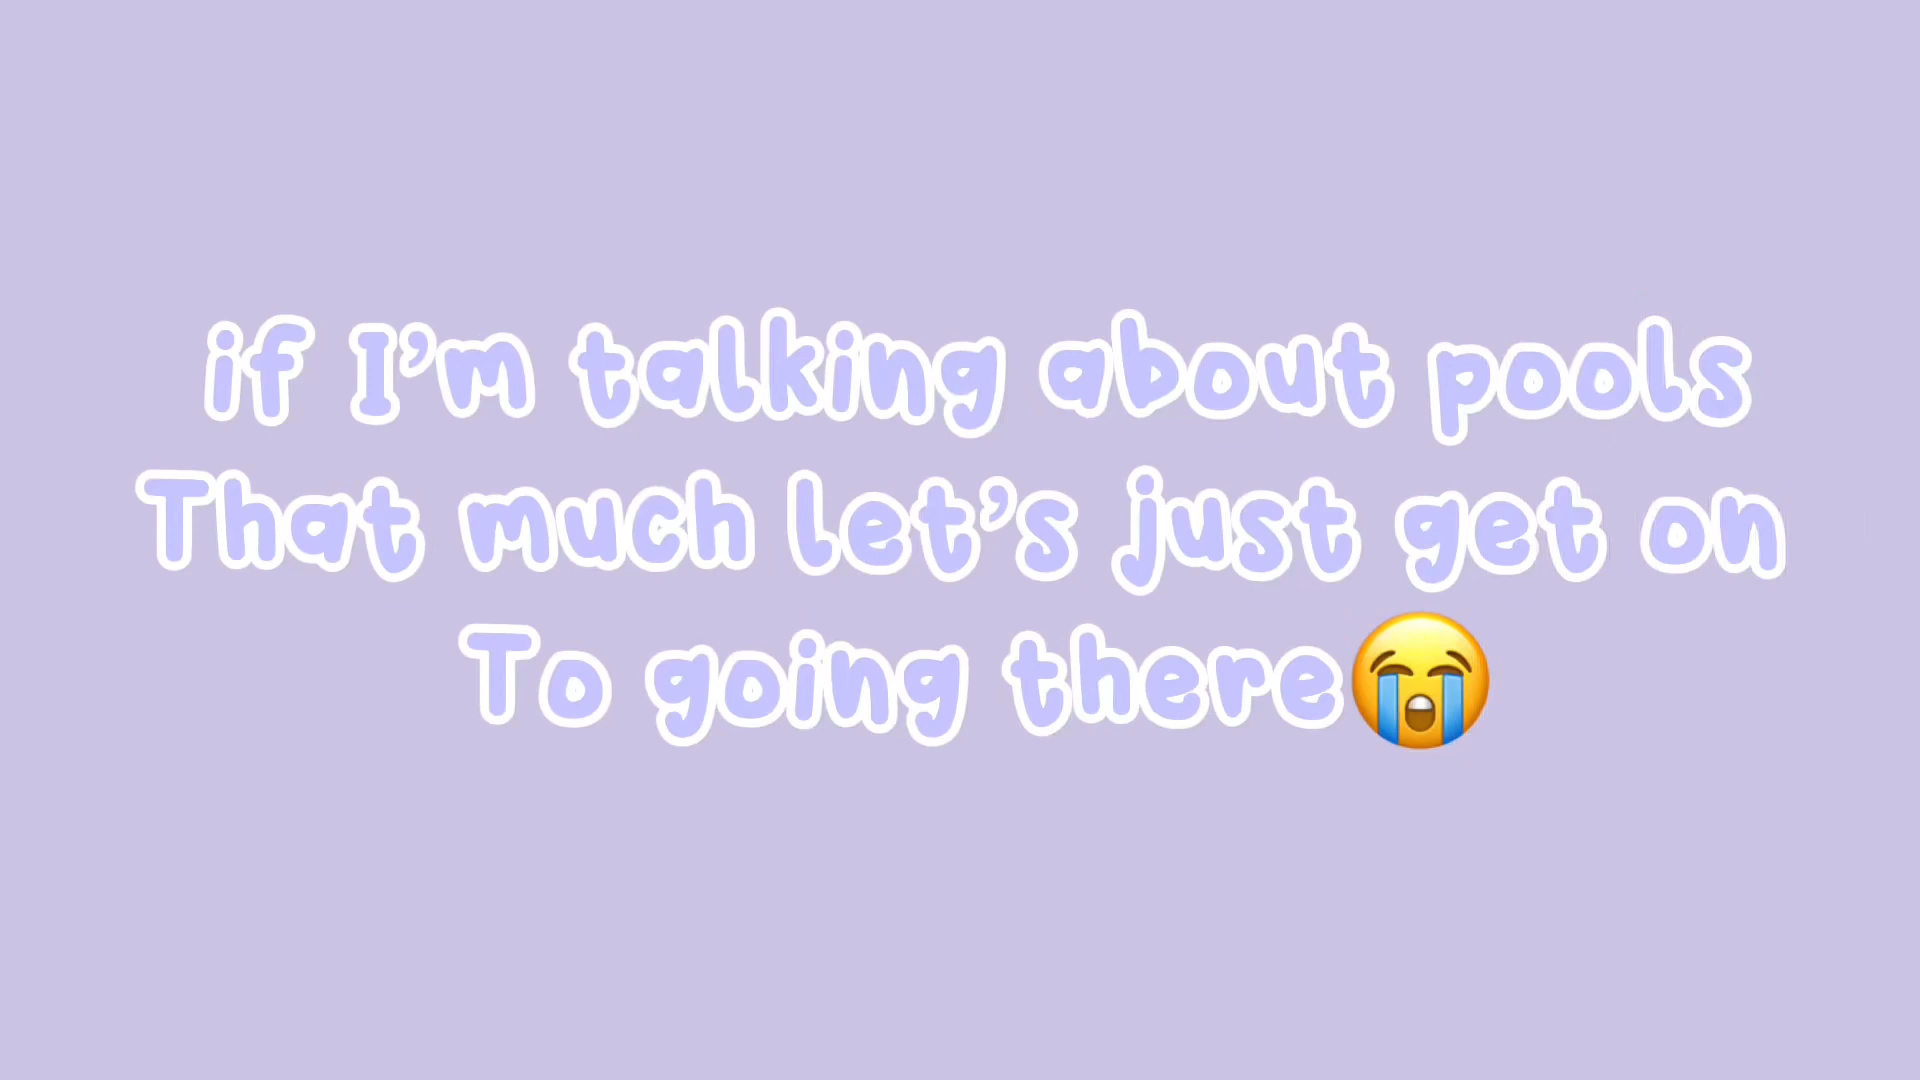 if I’m talking about pools
That much let’s just get on
To going there😭